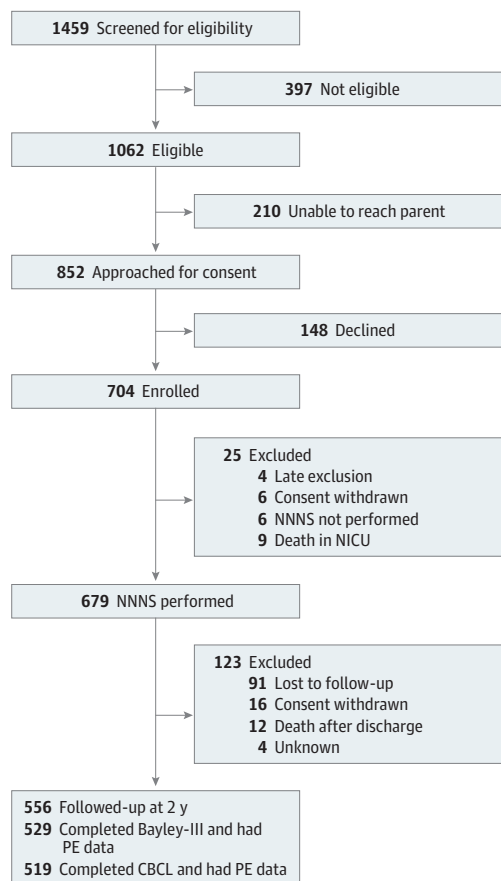 1459 Screened for eligibility
397 Not eligible
1062 Eligible
210 Unable to reach parent
852 Approached for consent
148 Declined
704 Enrolled
25 Excluded
4 Late exclusion
6 Consent withdrawn
6 NNNS not performed
9 Death in NICU
679 NNNS performed
123 Excluded
91 Lost to follow-up
16 Consent withdrawn
12 Death after discharge
4 Unknown
556 Followed-up at 2 y
529 Completed Bayley-III and had
PE data
519 Completed CBCL and had PE data